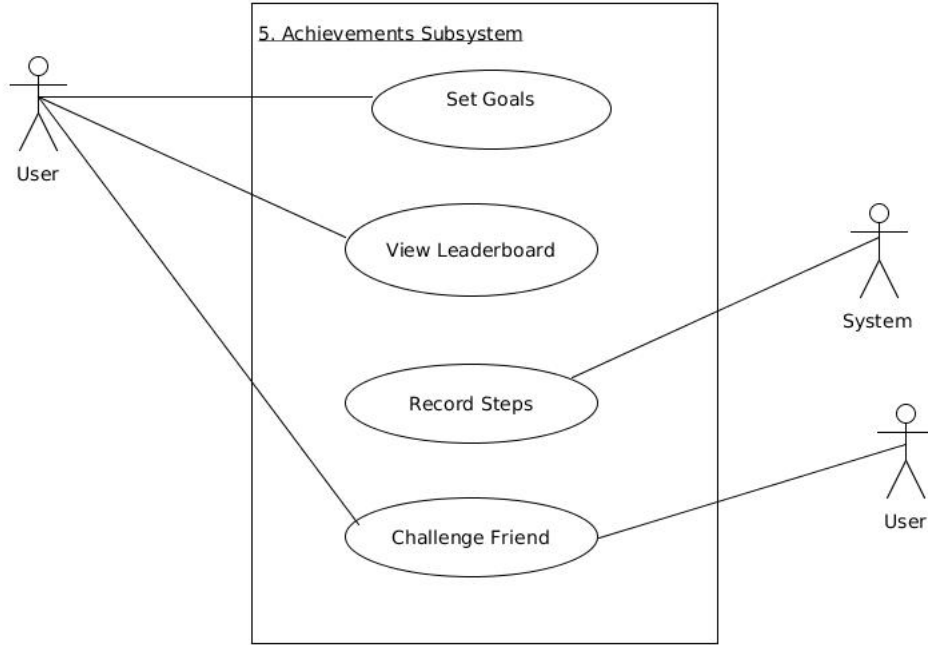 5. Achievements Subsystem
Set Goals
User
View Leaderboard
System
Record Steps
User
Challenge Friend